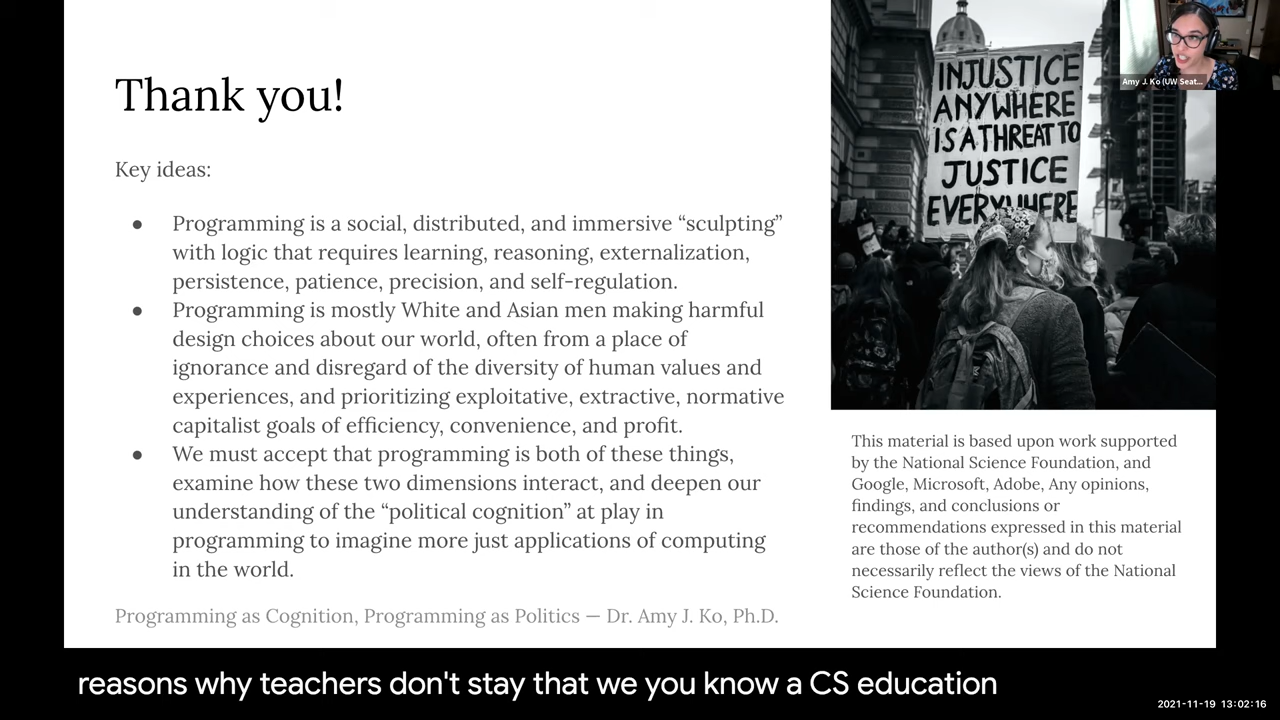 Thank you!
Key ideas:
● Programming is a social, distributed, and immersive “sculpting”
with logic that requires learning, reasoning, externalization,
persistence, patience, precision, and self-regulation.
● Programming is mostly White and Asian men making harmful
design choices about our world, often from a place of
ignorance and disregard of the diversity of human values and
experiences, and prioritizing exploitative, extractive, normative
capitalist goals of efficiency, convenience, and profit.
● We must accept that programming is both of these things,
examine how these two dimensions interact, and deepen our
understanding of the “political cognition” at play in
programming to imagine more just applications of computing
in the world.
Programming as Cognition, Programming as Politics — Dr. Amy J. Ko, Ph.D.
INJUSTICE
ANYWHERE
IS A THREAT TO
JUSTICE
EVERYWHERE
Amy J. Ko (UW Seat...
This material is based upon work supported
by the National Science Foundation, and
Google, Microsoft, Adobe, Any opinions,
findings, and conclusions or
recommendations expressed in this material
are those of the author(s) and do not
necessarily reflect the views of the National
Science Foundation.
reasons why teachers don't stay that we you know a CS education
2021-11-19 13:02:16